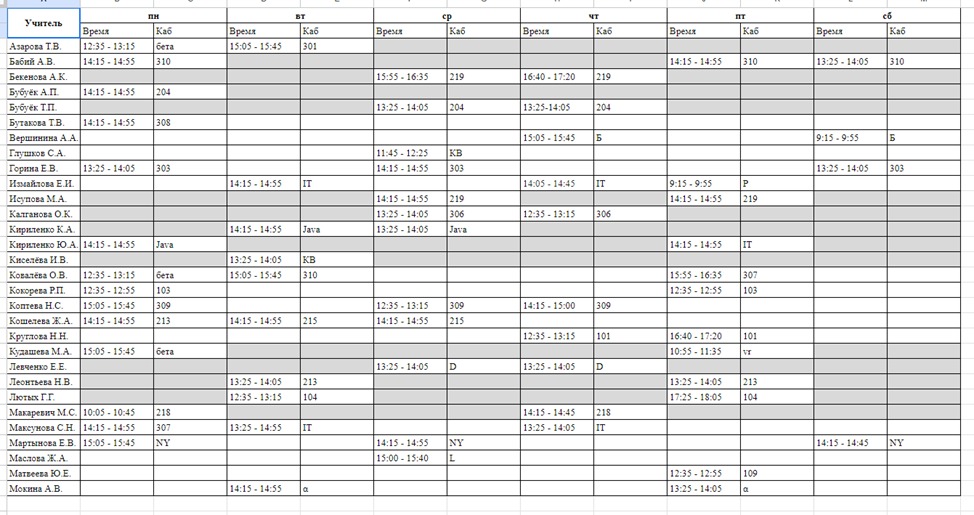 Учитель пн вт ср чт пт сб
Время Каб Время Каб Время Каб Время Каб Время Каб Время Каб
Азарова Т.В. 12:35 - 13:15 бета 15:05 - 15:45 301
Бабий А.В. 14:15 - 14:55 310 14:15 - 14:55 310 13:25 - 14:05 310
Бекенова А.К. 15:55 - 16:35 219 16:40 - 17:20 219
Бубуёк А.П. 14:15 - 14:55 204
Бубуёк Т.П. 13:25 - 14:05 204 13:25-14:05 204
Бутакова Т.В. 14:15 - 14:55 308
Вершинина А.А. 15:05 - 15:45 Б 9:15 - 9:55 Б
Глушков С.А. 11:45 - 12:25 КВ
Горина Е.В. 13:25 - 14:05 303 14:15 - 14:55 303 13:25 - 14:05 303
Измайлова Е.И. 14:15 - 14:55 IT 14:05 - 14:45 IT 9:15 - 9:55 P
Исупова М.А. 14:15 - 14:55 219 14:15 - 14:55 219
Калганова О.К. 13:25 - 14:05 306 12:35 - 13:15 306
Кириленко К.А. 14:15 - 14:55 Java 13:25 - 14:05 Java
Кириленко Ю.А. 14:15 - 14:55 Java 14:15 - 14:55 IT
Киселёва И.В. 13:25 - 14:05 КВ
Ковалёва О.В. 12:35 - 13:15 бета 15:05 - 15:45 310 15:55 - 16:35 307
Кокорева Р.П. 12:35 - 12:55 103 12:35 - 12:55 103
Коптева Н.С. 15:05 - 15:45 309 12:35 - 13:15 309 14:15 - 15:00 309
Кошелева Ж.А. 14:15 - 14:55 213 14:15 - 14:55 215 14:15 - 14:55 215
Круглова Н.Н. 12:35 - 13:15 101 16:40 - 17:20 101
Кудашева М.А. 15:05 - 15:45 бета 10:55 - 11:35 vr
Левченко Е.Е. 13:25 - 14:05 D 13:25 - 14:05 D
Леонтьева Н.В. 13:25 - 14:05 213 13:25 - 14:05 213
Лютых Г.Г. 12:35 - 13:15 104 17:25 - 18:05 104
Макаревич М.С. 10:05 - 10:45 218 14:15 - 14:45 218
Максунова С.Н. 14:15 - 14:55 307 13:25 - 14:55 IT 13:25 - 14:05 IT
Мартынова Е.В. 15:05 - 15:45 NY 14:15 - 14:55 NY 14:15 - 14:45 NY
Маслова Ж.А. 15:00 - 15:40 L
Матвеева Ю.Е. 12:35 - 12:55 109
Мокина А.В. 14:15 - 14:55 α 13:25 - 14:05 α